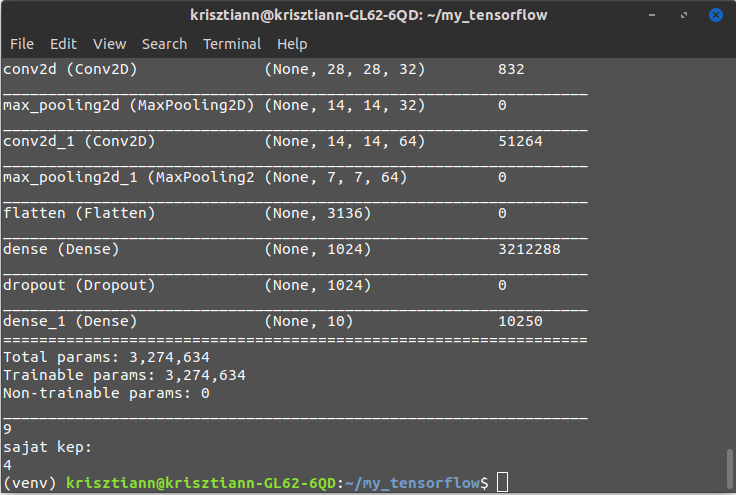 krisztiann@krisztiann-GL62-6QD: ~/my_tensorflow
File Edit View Search Terminal Help
conv2d (Conv2D) (None, 28, 28, 32) 832
_________________________________________________________________
max_pooling2d (MaxPooling2D) (None, 14, 14, 32) 0
_________________________________________________________________
conv2d_1 (Conv2D) (None, 14, 14, 64) 51264
_________________________________________________________________
max_pooling2d_1 (MaxPooling2 (None, 7, 7, 64) 0
_________________________________________________________________
flatten (Flatten) (None, 3136) 0
_________________________________________________________________
dense (Dense) (None, 1024) 3212288
_________________________________________________________________
dropout (Dropout) (None, 1024) 0
_________________________________________________________________
dense_1 (Dense) (None, 10) 10250
=================================================================
Total params: 3,274,634
Trainable params: 3,274,634
Non-trainable params: 0
_________________________________________________________________
9
sajat kep:
4
(venv) krisztiann@krisztiann-GL62-6QD:~/my_tensorflow$